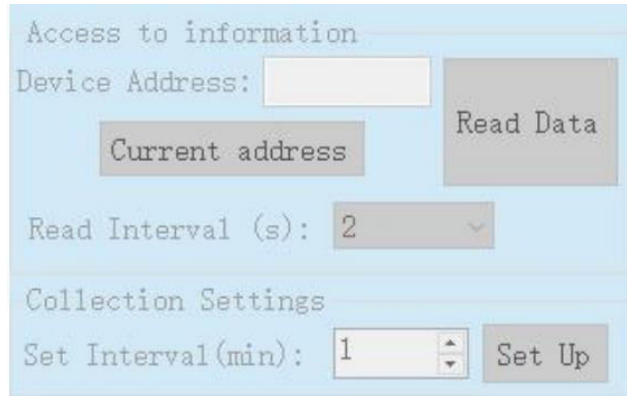 Access to information
Device Address:
Read Data
Current address
Read Interval (s): 2
Collection Settings
Set Interval(min): 1 Set Up